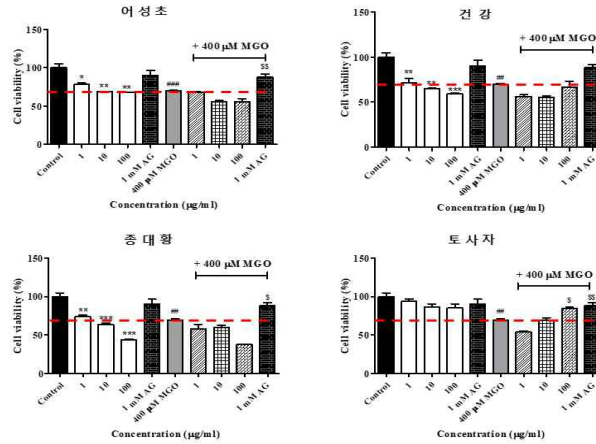 어성초
+ 400 μM MGO
Cell viability (%)
150
100
50
0
*
**
**
###
$$
Control
1
10
100
1 mM AG
400 μM MGO
1
10
100
1 mM AG
Concentration (μg/ml)
건강
+ 400 μM MGO
Cell viability (%)
150
100
50
0
**
**
***
##
Control
1
10
100
1 mM AG
400 μM MGO
1
10
100
1 mM AG
Concentration (μg/ml)
종대황
+ 400 μM MGO
Cell viability (%)
150
100
50
0
**
***
***
##
$
Control
1
10
100
1 mM AG
400 μM MGO
1
10
100
1 mM AG
Concentration (μg/ml)
토사자
+ 400 μM MGO
Cell viability (%)
150
100
50
0
##
$
$$
Control
1
10
100
1 mM AG
400 μM MGO
1
10
100
1 mM AG
Concentration (μg/ml)